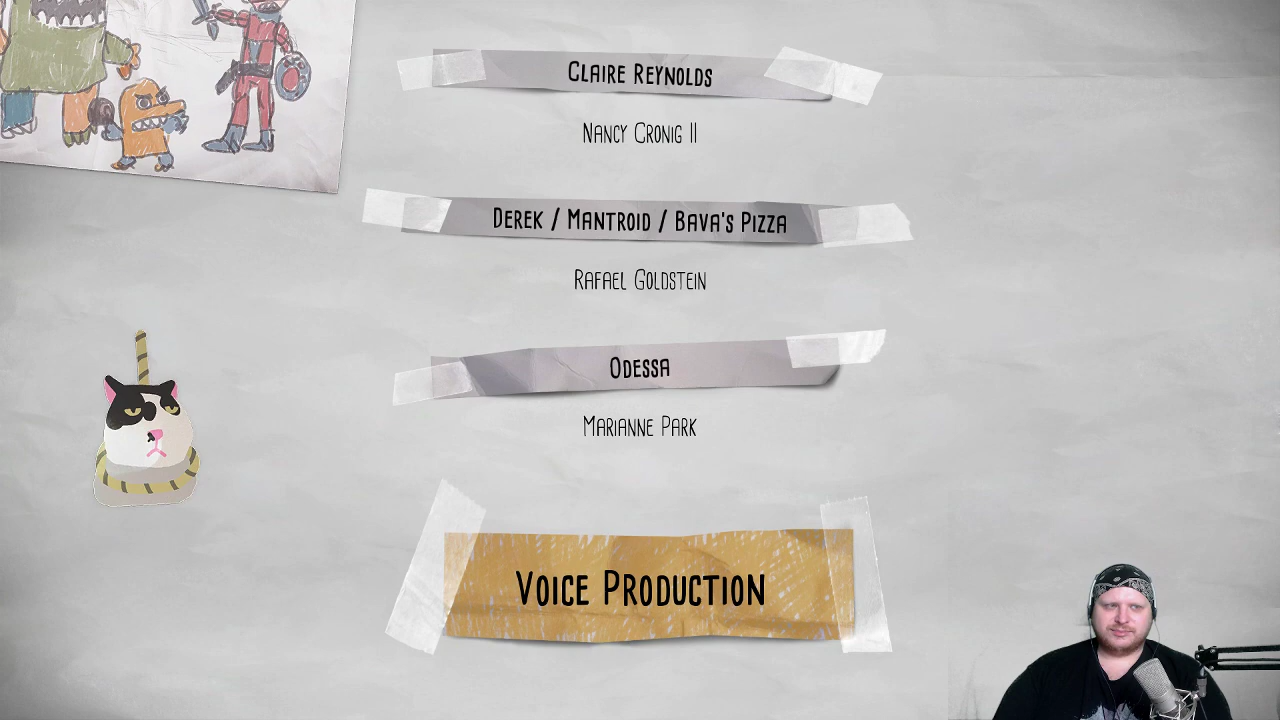 Claire Reynolds
Nancy Cronig II
Derek / Mantroid / Bava's Pizza
Rafael Goldstein
Odessa
Marianne Park
Voice Production